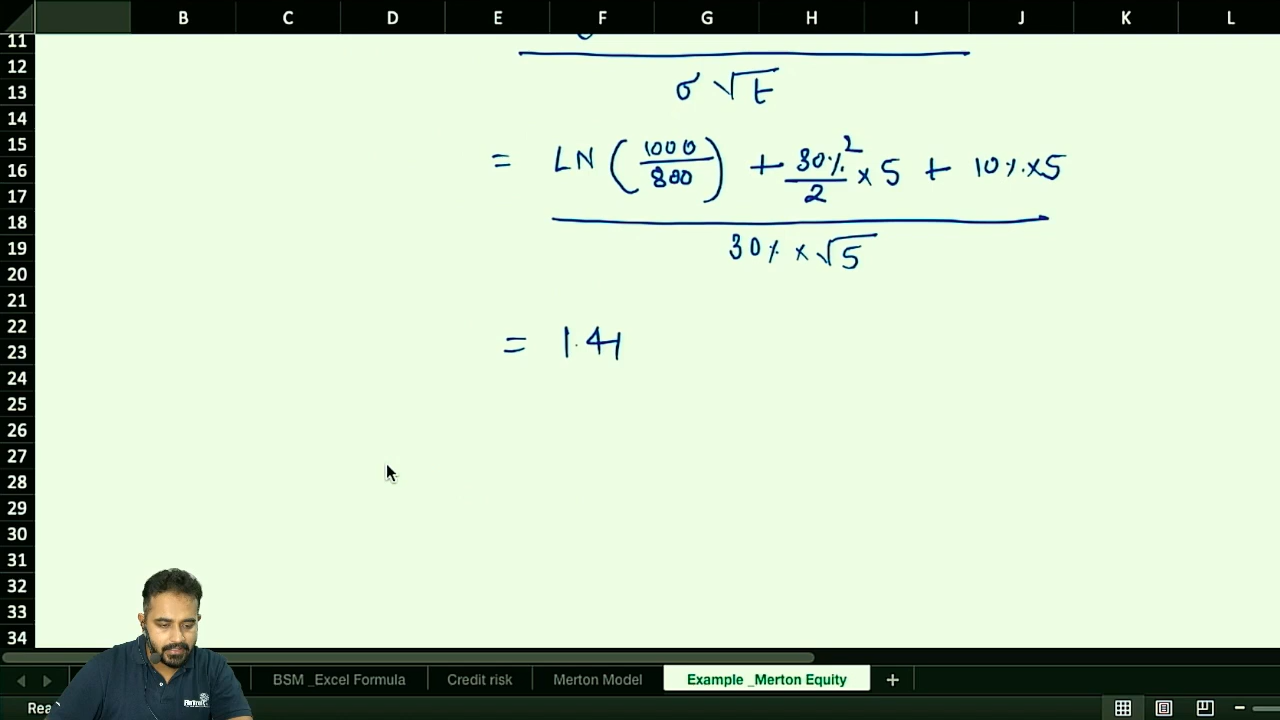 B C D E F G H I J K L
11
12
13 σ √t
14
15
16 = LN (1000/800) + 30%²/2 × 5 + 10% × 5
17
18
19 30% × √5
20
21
22
23 = 1.41
24
25
26
27
28
29
30
31
32
33
34
BSM _Excel Formula Credit risk Merton Model Example _Merton Equity +
Rea